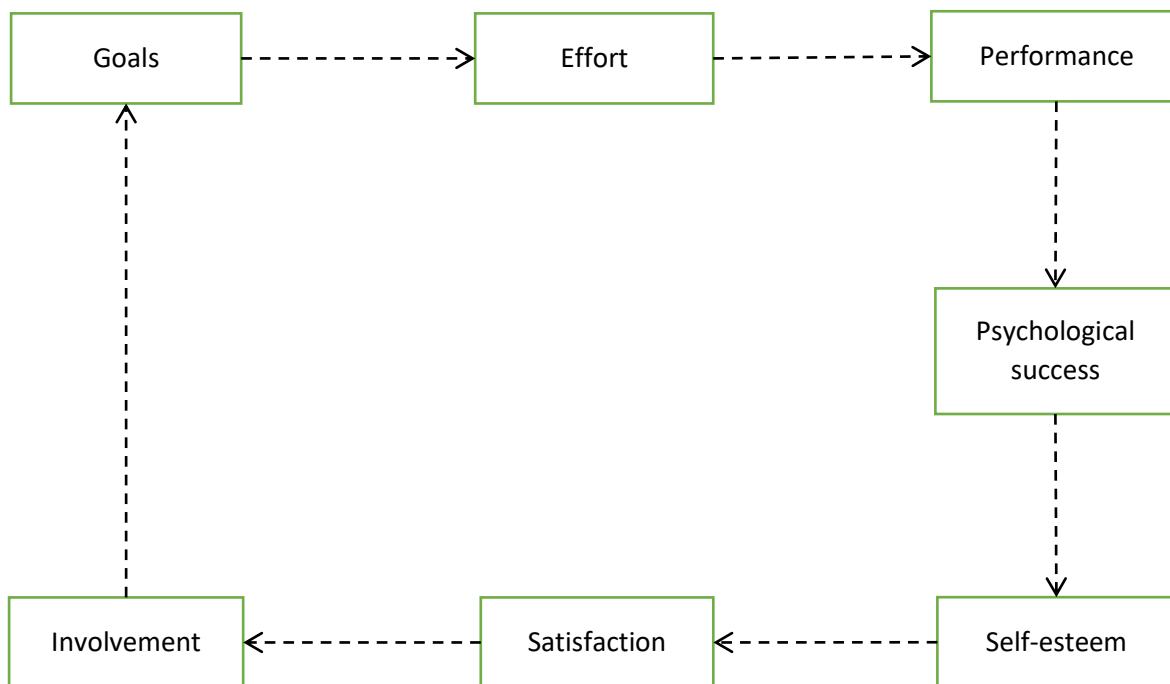 Goals
Effort
Performance
Psychological
success
Involvement
Satisfaction
Self-esteem